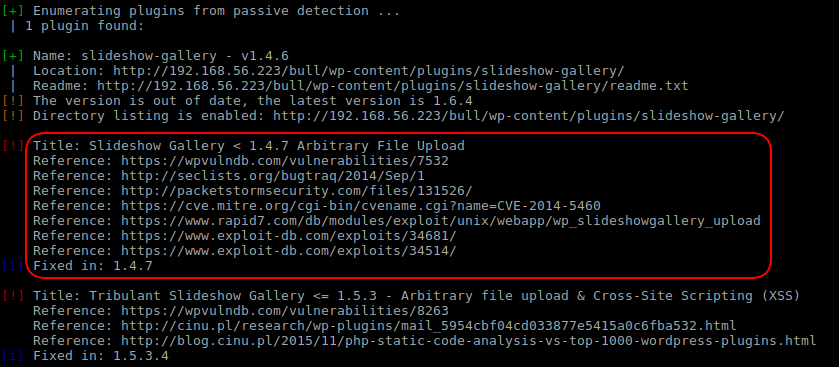 [+] Enumerating plugins from passive detection ...
| 1 plugin found:
[+] Name: slideshow-gallery - v1.4.6
| Location: http://192.168.56.223/bull/wp-content/plugins/slideshow-gallery/
| Readme: http://192.168.56.223/bull/wp-content/plugins/slideshow-gallery/readme.txt
[!] The version is out of date, the latest version is 1.6.4
[!] Directory listing is enabled: http://192.168.56.223/bull/wp-content/plugins/slideshow-gallery/
[!] Title: Slideshow Gallery < 1.4.7 Arbitrary File Upload
Reference: https://wpvulndb.com/vulnerabilities/7532
Reference: http://seclists.org/bugtraq/2014/Sep/1
Reference: http://packetstormsecurity.com/files/131526/
Reference: https://cve.mitre.org/cgi-bin/cvename.cgi?name=CVE-2014-5460
Reference: https://www.rapid7.com/db/modules/exploit/unix/webapp/wp_slideshowgallery_upload
Reference: https://www.exploit-db.com/exploits/34681/
Reference: https://www.exploit-db.com/exploits/34514/
[i] Fixed in: 1.4.7
[!] Title: Tribulant Slideshow Gallery <= 1.5.3 - Arbitrary file upload & Cross-Site Scripting (XSS)
Reference: https://wpvulndb.com/vulnerabilities/8263
Reference: http://cinu.pl/research/wp-plugins/mail_5954cbf04cd033877e5415a0c6fba532.html
Reference: http://blog.cinu.pl/2015/11/php-static-code-analysis-vs-top-1000-wordpress-plugins.html
[i] Fixed in: 1.5.3.4